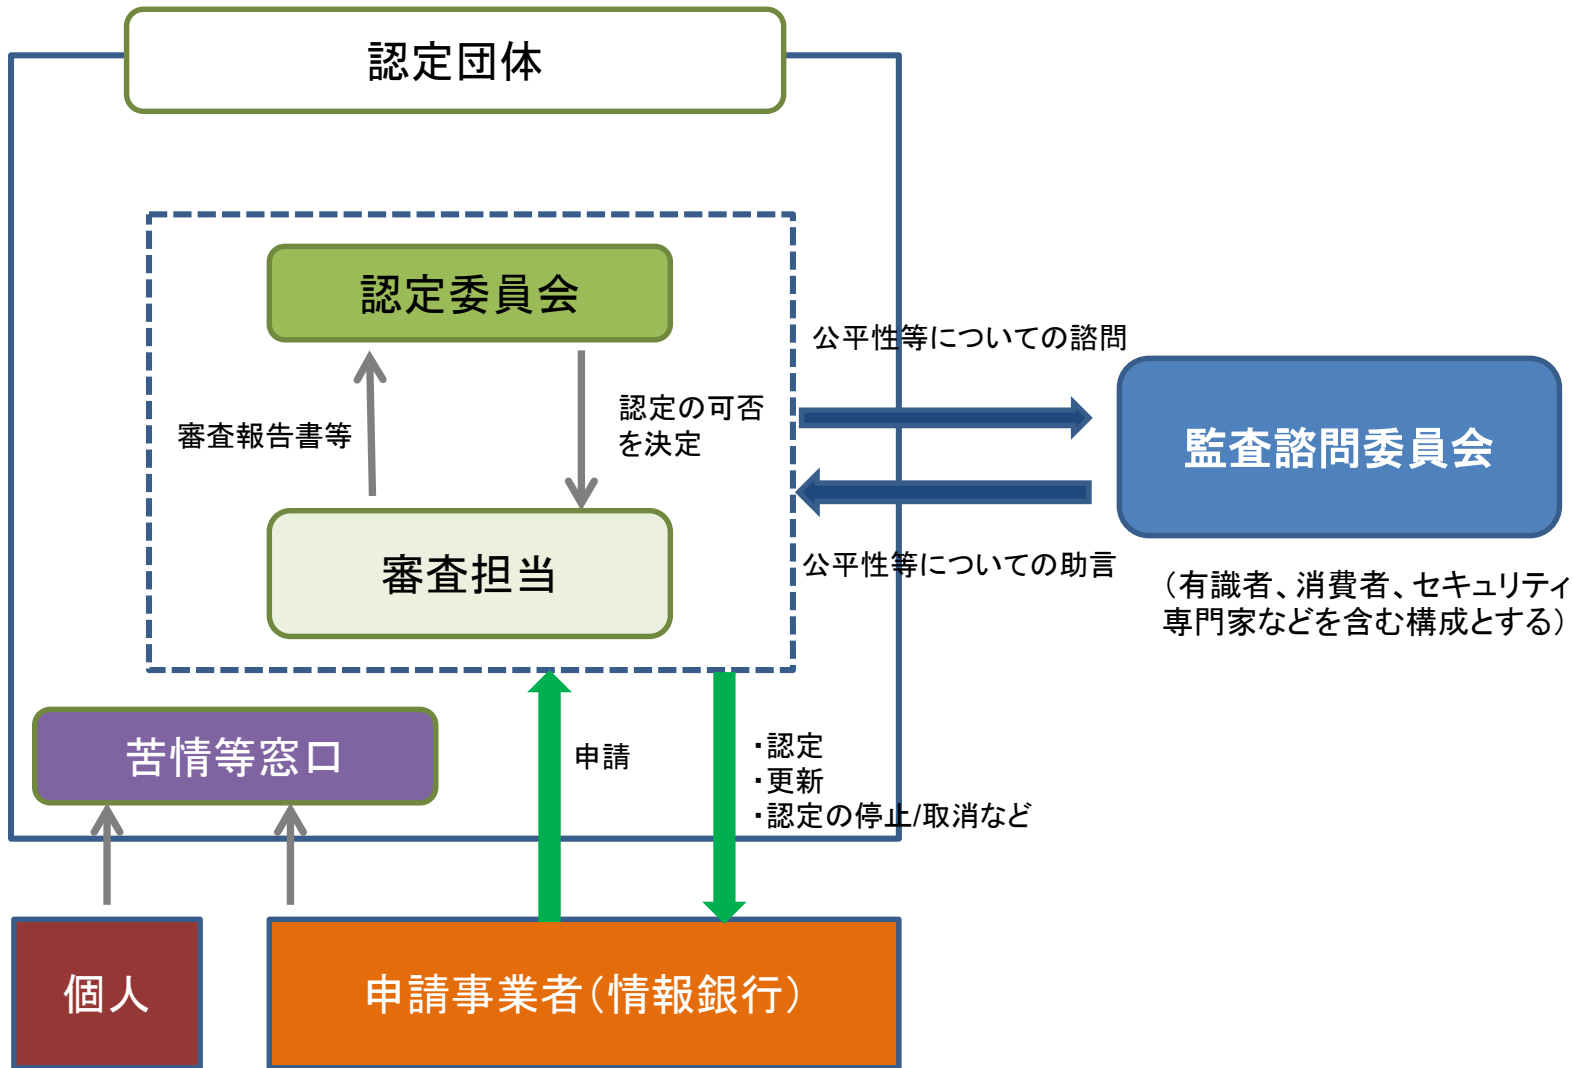 認定団体
認定委員会
公平性等についての諮問
審査報告書等
認定の可否
を決定
監査諮問委員会
審査担当
公平性等についての助言
（有識者、消費者、セキュリティ
専門家などを含む構成とする）
苦情等窓口
申請
・認定
・更新
・認定の停止/取消など
個人
申請事業者（情報銀行）